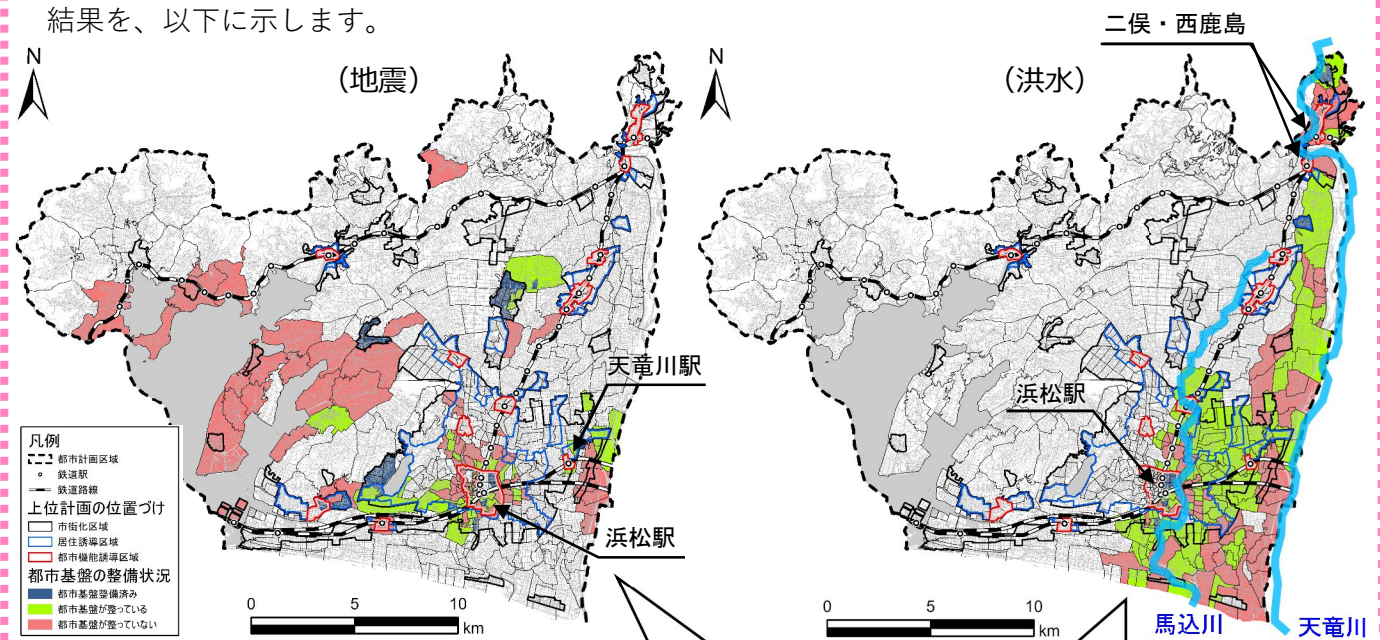 結果を、以下に示します。
N
(地震)
天竜川駅
浜松駅
凡例
都市計画区域
鉄道駅
鉄道路線
上位計画の位置づけ
市街化区域
居住誘導区域
都市機能誘導区域
都市基盤の整備状況
都市基盤整備済み
都市基盤が整っている
都市基盤が整っていない
0 5 10
km
N
(洪水)
二俣・西鹿島
浜松駅
0 5 10
km
馬込川
天竜川